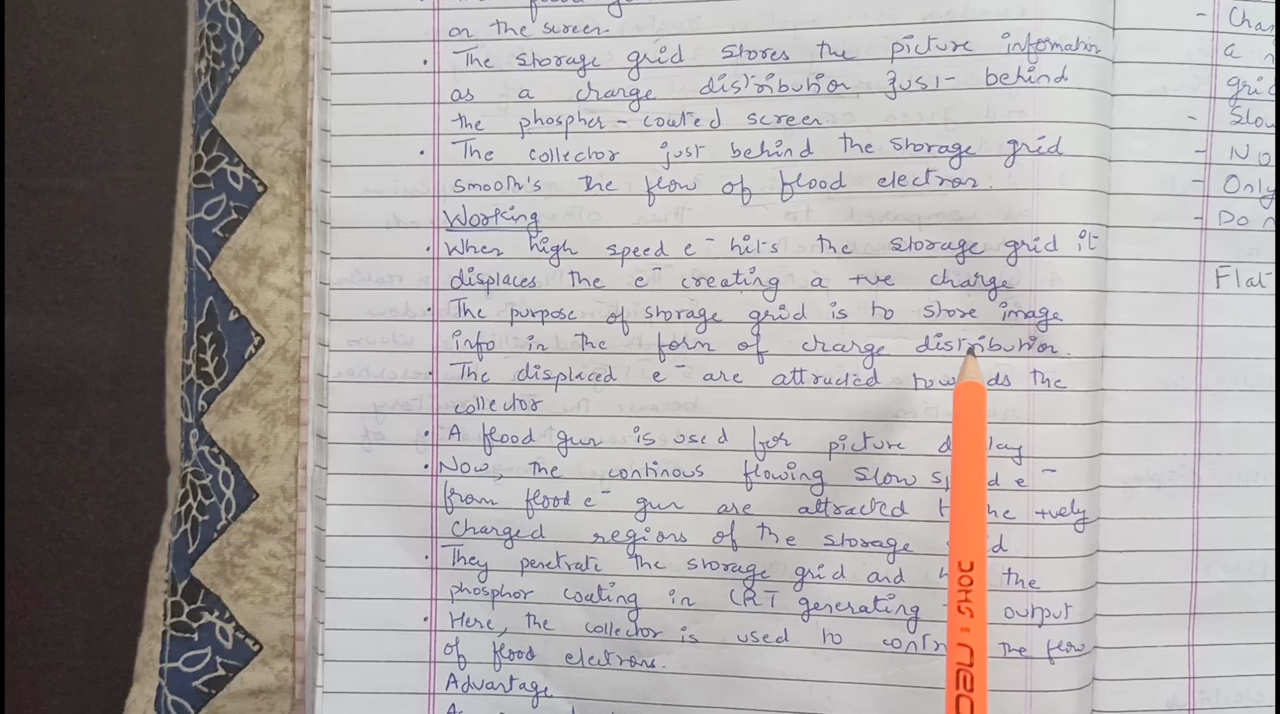 on the screen.
• The storage grid stores the picture information
as a charge distribution just behind
the phospher-coated screen.
• The collector just behind the storage grid
smooth's the flow of flood electron.
Working
• When high speed e⁻ hits the storage grid it
displaces the e⁻ creating a +ve charge
• The purpose of storage grid is to store image
info in the form of charge distribution.
• The displaced e⁻ are attracted the
collector
• A flood gun is used for picture
• Now, the continous flowing slow e⁻
from flood e⁻ gun are attracted +vely
charged regions of the storage
• They penetrate the storage grid and the
phosphor coating in CRT generating output
• Here, the collector is used to the flow
of flood electrons.
Advantage
- 
a
- Slow
- No
- Only
- Do
Flat